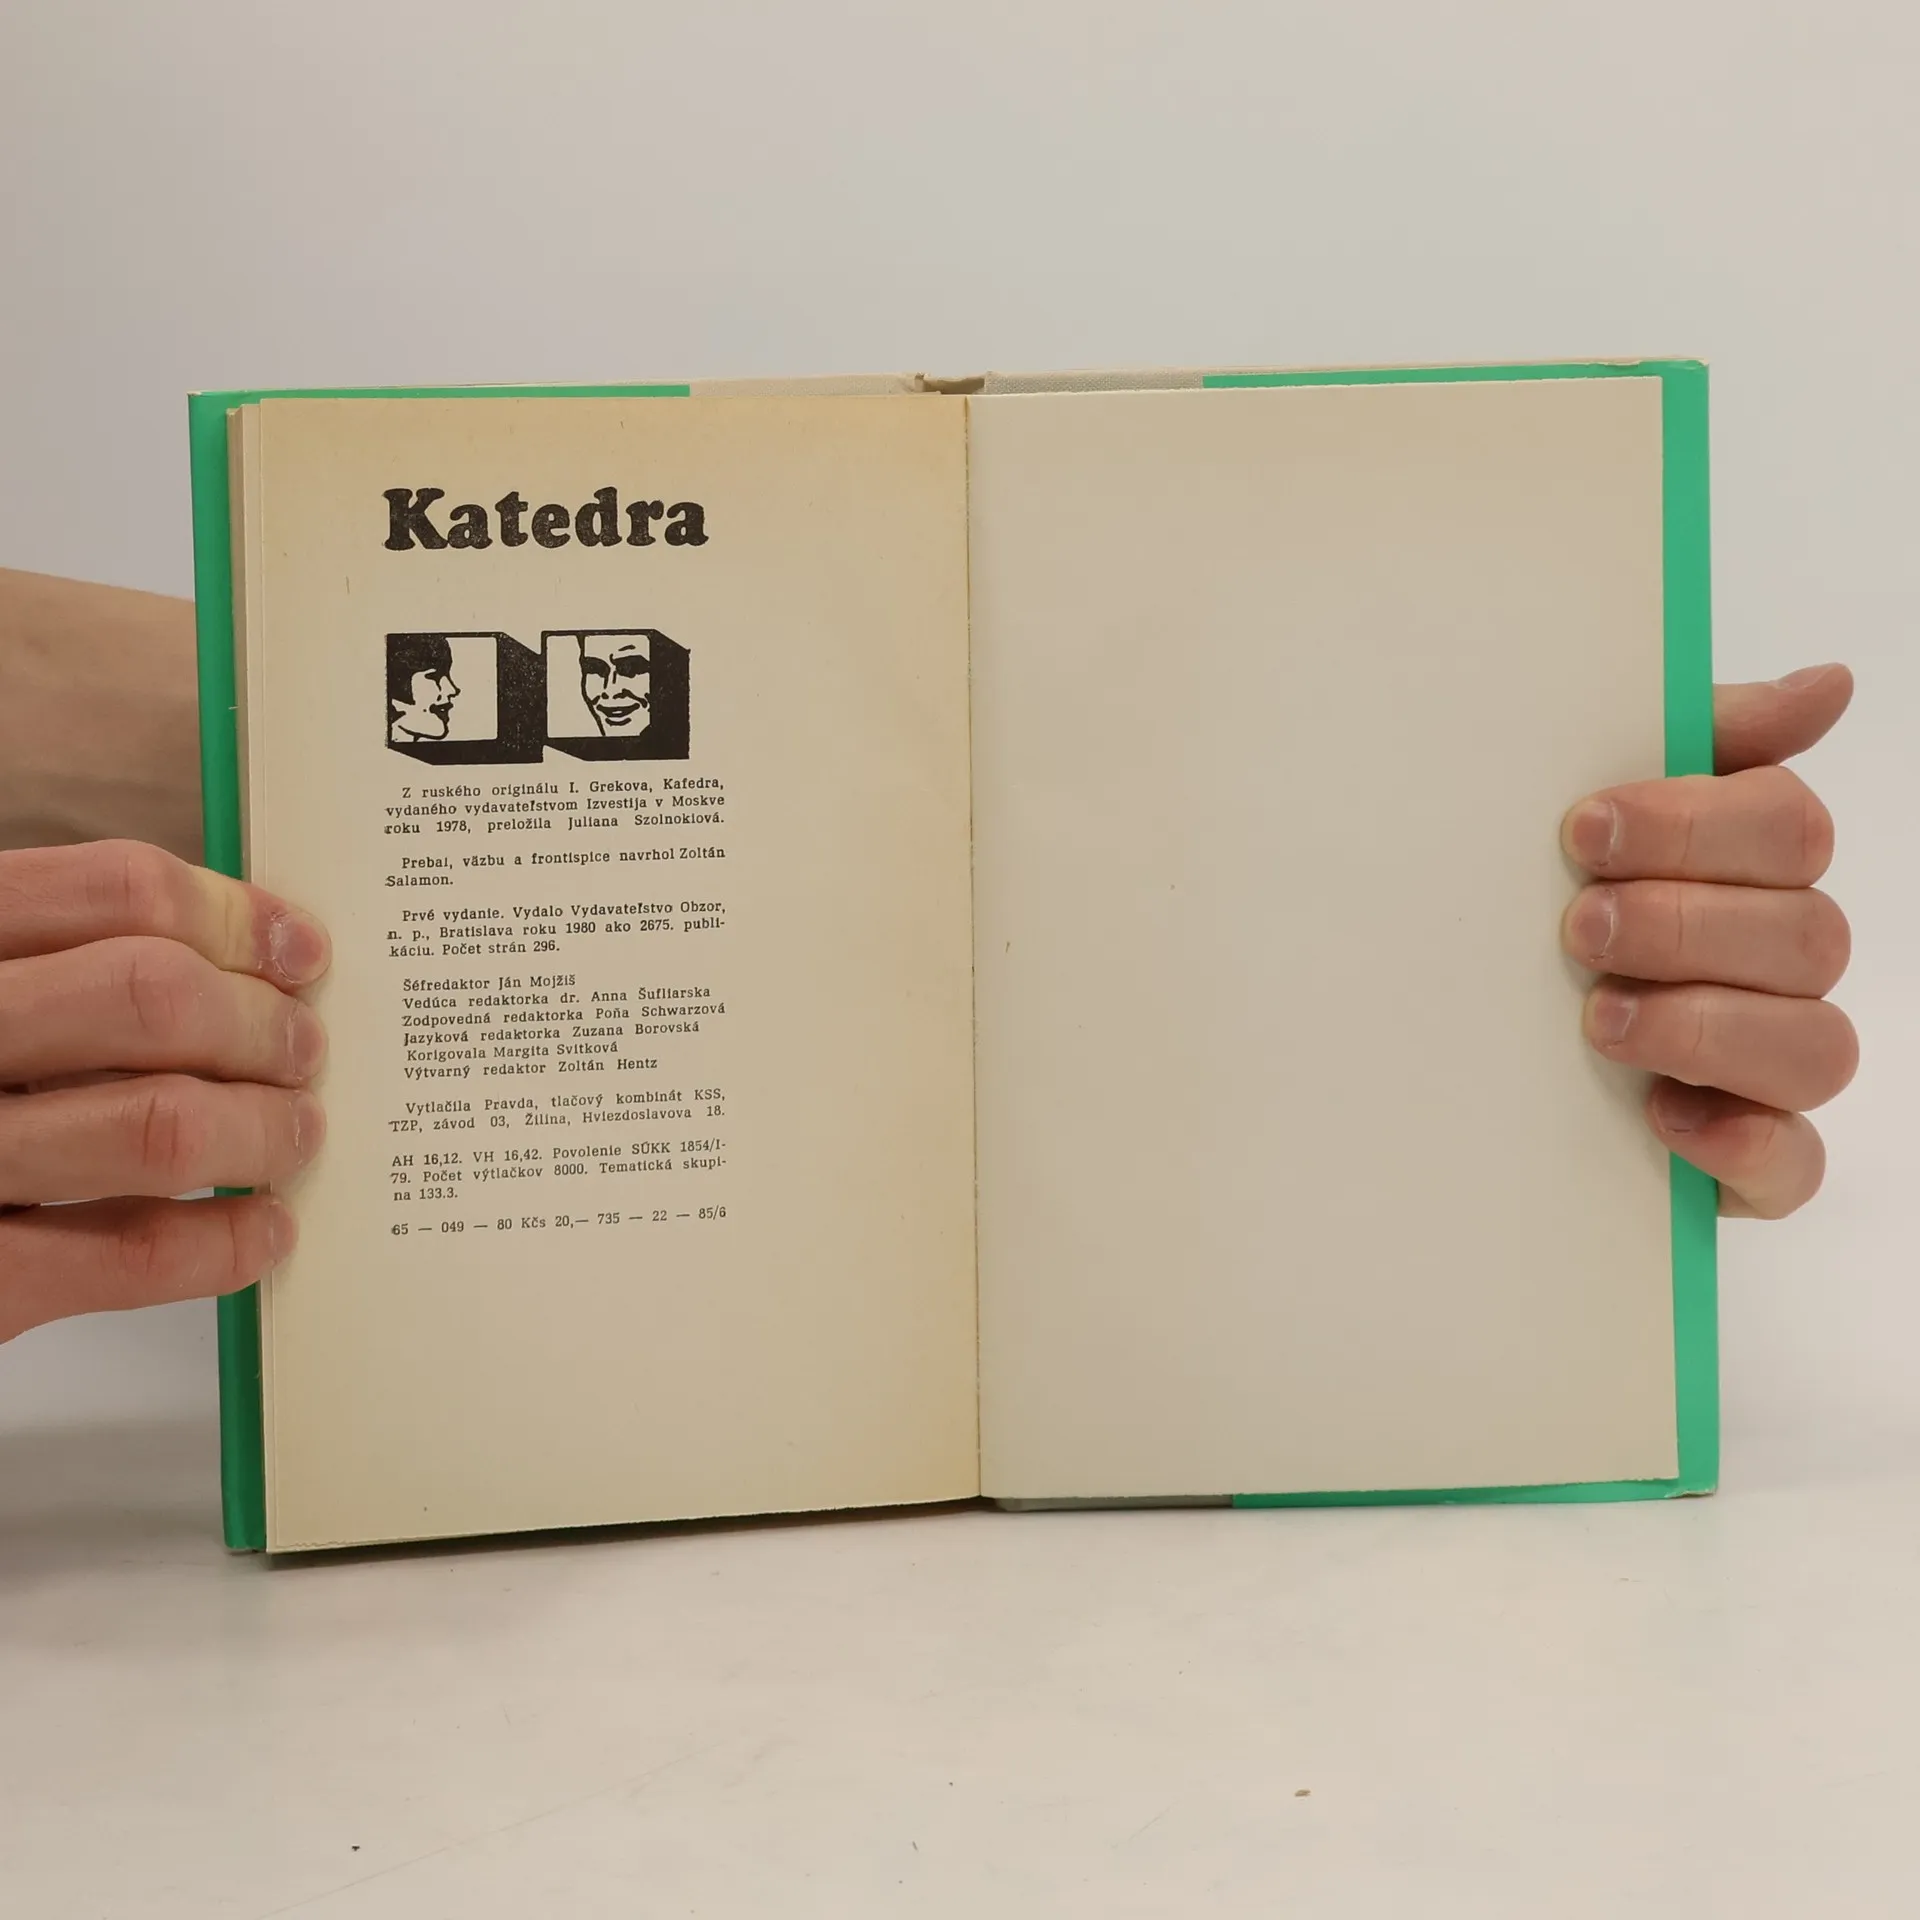 Katedra
Z ruského originálu I. Grekova, Kafedra,
vydaného vydavateľstvom Izvestija v Moskve
roku 1978, preložila Juliana Szolnokiová.
Prebal, väzbu a frontispice navrhol Zoltán
Salamon.
Prvé vydanie. Vydalo Vydavateľstvo Obzor,
n. p., Bratislava roku 1980 ako 2675. publi-
káciu. Počet strán 296.
Šéfredaktor Ján Mojžiš
Vedúca redaktorka dr. Anna Šufliarska
Zodpovedná redaktorka Poňa Schwarzová
Jazyková redaktorka Zuzana Borovská
Korigovala Margita Svitková
Výtvarný redaktor Zoltán Hentz
Vytlačila Pravda, tlačový kombinát KSS,
TZP, závod 03, Žilina, Hviezdoslavova 18.
AH 16,12. VH 16,42. Povolenie SÚKK 1854/I-
79. Počet výtlačkov 8000. Tematická skupi-
na 133.3.
65 — 049 — 80 Kčs 20,— 735 — 22 — 85/6